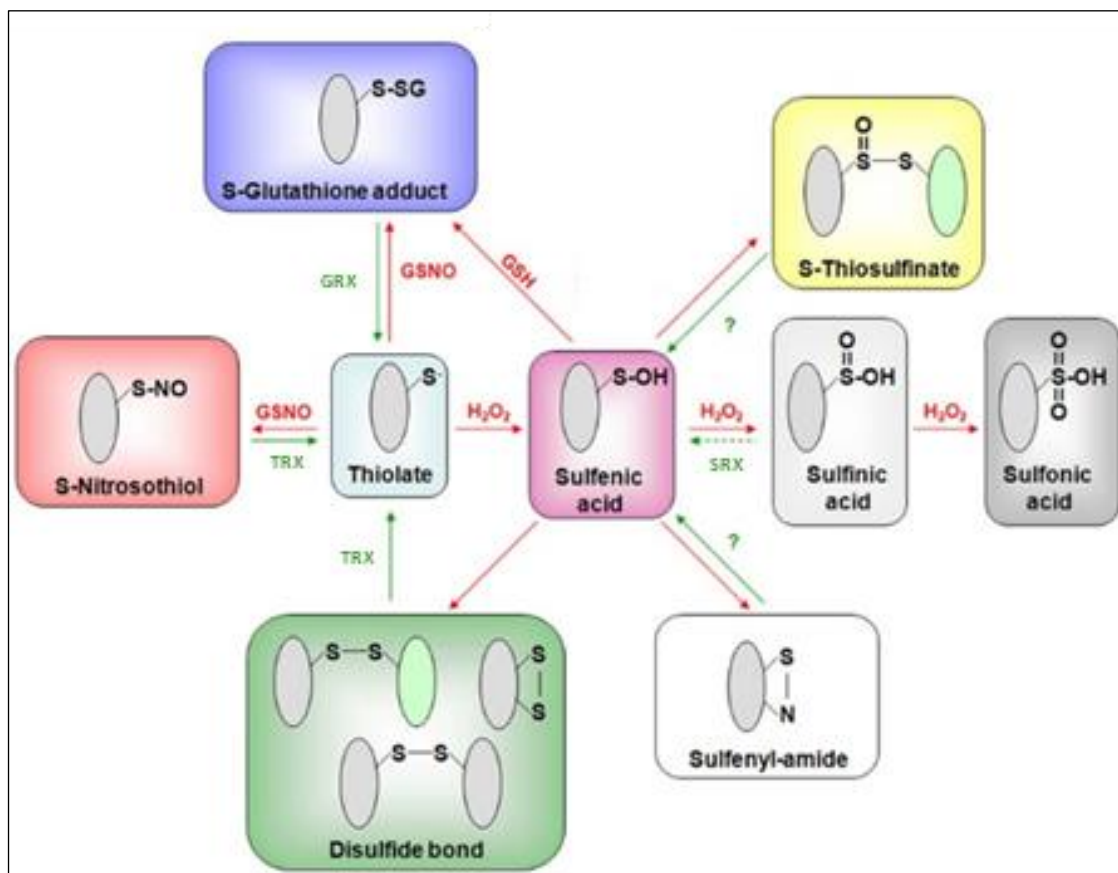 S-SG
S-Glutathione adduct
O
S—S
S-Thiosulfinate
GRX
GSNO
GSH
?
S-NO
S-Nitrosothiol
GSNO
TRX
S-
Thiolate
H₂O₂
S-OH
Sulfenic
acid
H₂O₂
SRX
O
S-OH
Sulfinic
acid
H₂O₂
O
S-OH
O
Sulfonic
acid
TRX
?
S—S
S
S
S—S
Disulfide bond
S
N
Sulfenyl-amide